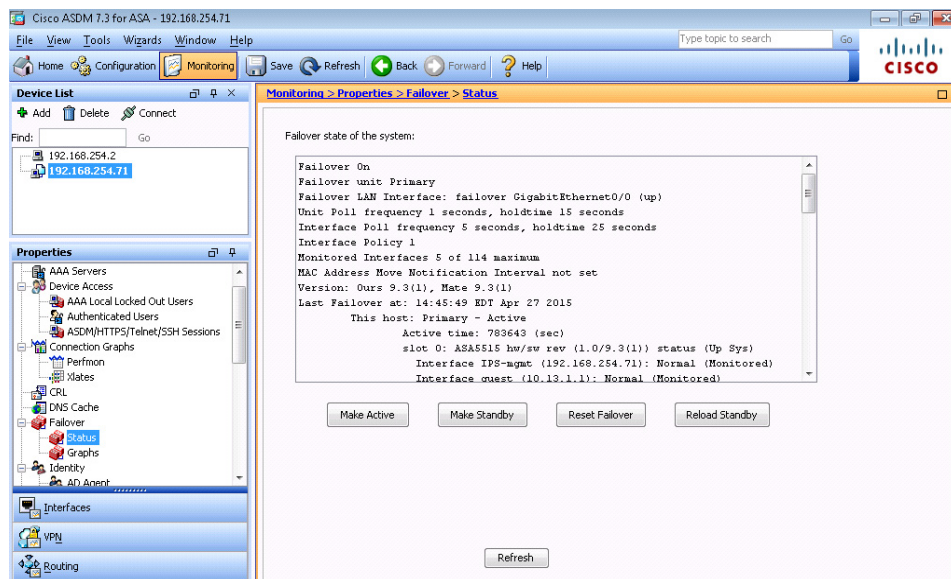 Cisco ASDM 7.3 for ASA - 192.168.254.71
File View Tools Wizards Window Help
Type topic to search
Go
Home Configuration Monitoring Save Refresh Back Forward Help
CISCO
Device List
Add Delete Connect
Find:
Go
192.168.254.2
192.168.254.71
Properties
AAA Servers
Device Access
AAA Local Locked Out Users
Authenticated Users
ASDM/HTTPS/Telnet/SSH Sessions
Connection Graphs
Perfmon
Xlates
CRL
DNS Cache
Failover
Status
Graphs
Identity
AD Agent
Interfaces
VPN
Routing
Monitoring > Properties > Failover > Status
Failover state of the system:
Failover On
Failover unit Primary
Failover LAN Interface: failover GigabitEthernet0/0 (up)
Unit Poll frequency 1 seconds, holdtime 15 seconds
Interface Poll frequency 5 seconds, holdtime 25 seconds
Interface Policy 1
Monitored Interfaces 5 of 114 maximum
MAC Address Move Notification Interval not set
Version: Ours 9.3(1), Mate 9.3(1)
Last Failover at: 14:45:49 EDT Apr 27 2015
This host: Primary - Active
Active time: 783643 (sec)
slot 0: ASA5515 hw/sw rev (1.0/9.3(1)) status (Up Sys)
Interface IPS-mgmt (192.168.254.71): Normal (Monitored)
Interface guest (10.13.1.1): Normal (Monitored)
Make Active
Make Standby
Reset Failover
Reload Standby
Refresh